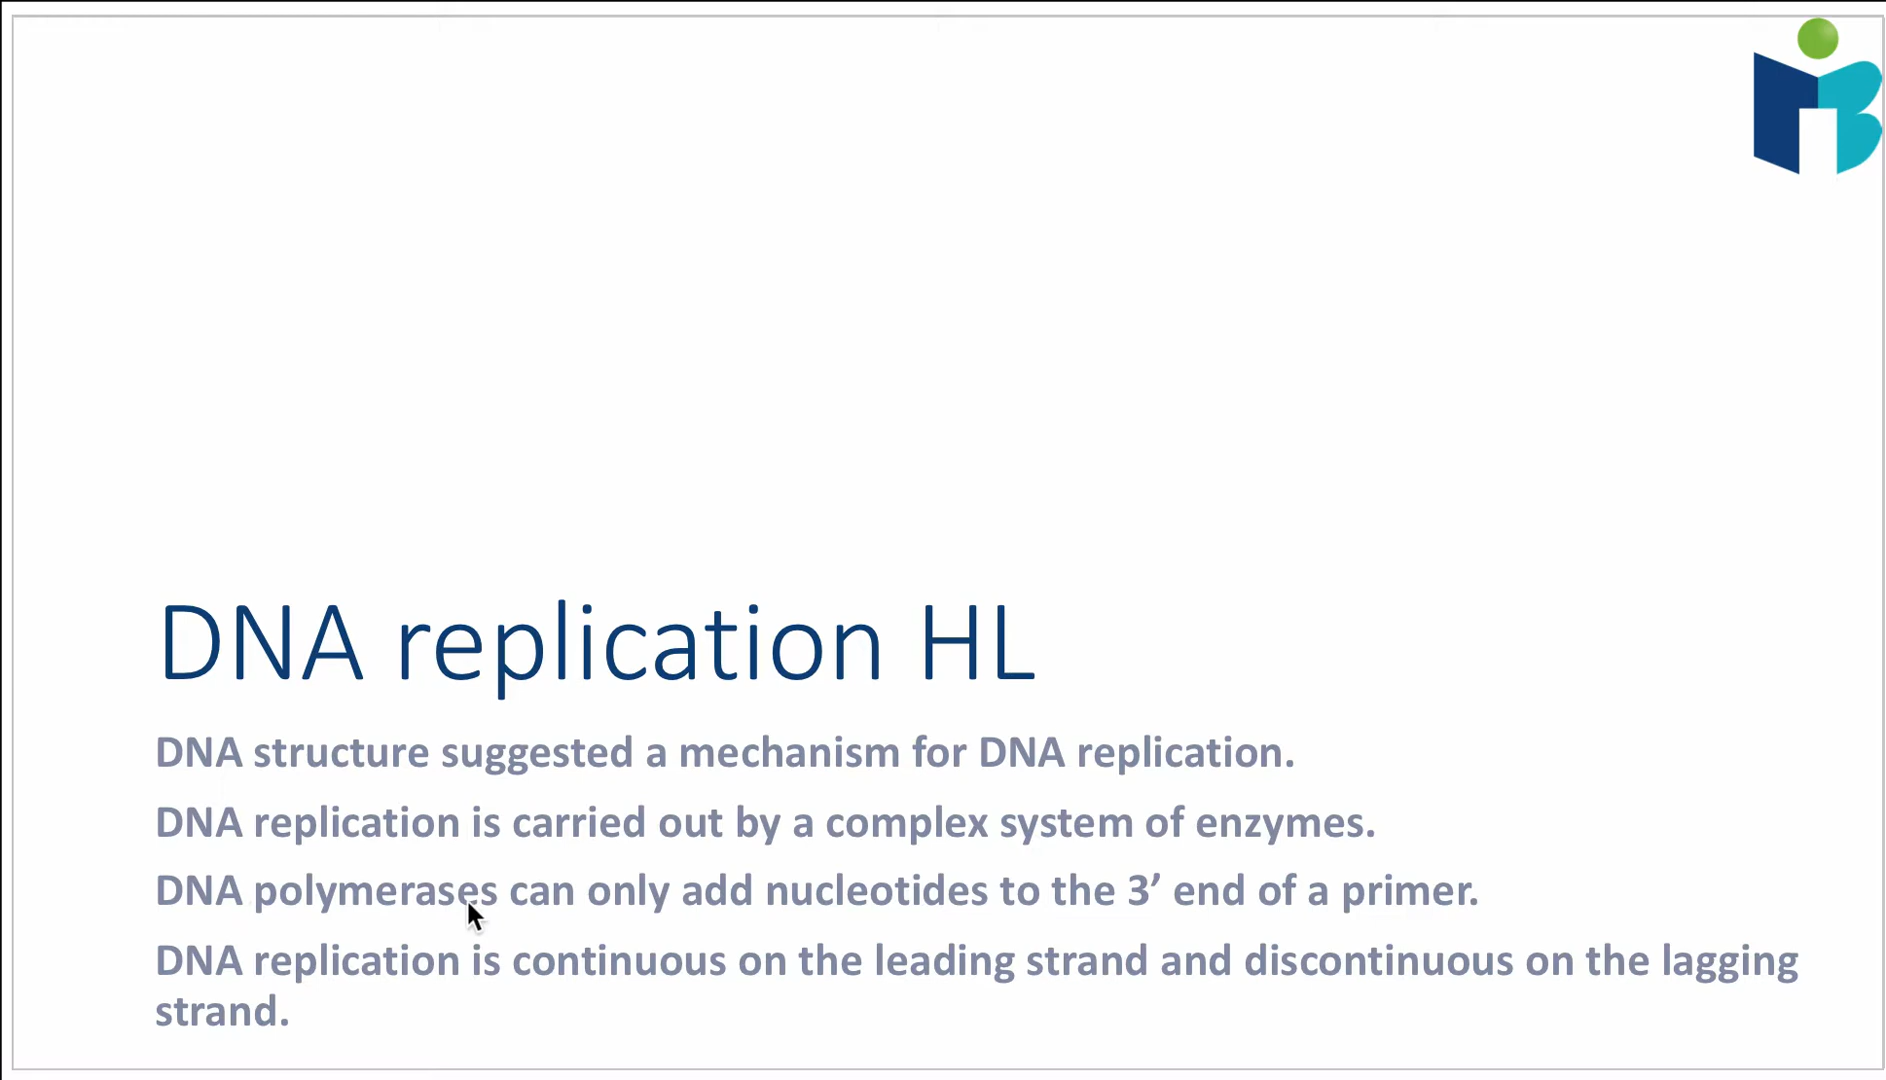 DNA replication HL
DNA structure suggested a mechanism for DNA replication.
DNA replication is carried out by a complex system of enzymes.
DNA polymerases can only add nucleotides to the 3’ end of a primer.
DNA replication is continuous on the leading strand and discontinuous on the lagging
strand.